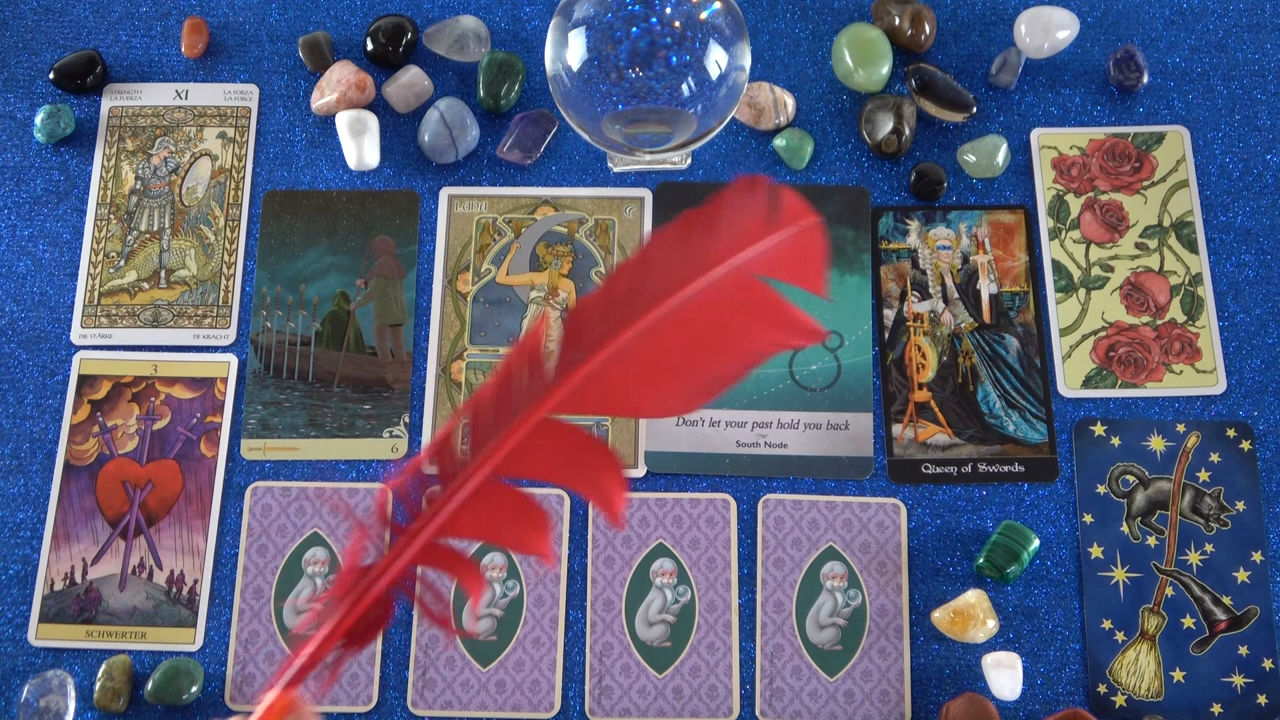 STRENGTH
LA FUERZA
XI
LA FORZA
LA FORCE
DIE STÄRKE
DE KRACHT
3
SCHWERTER
6
LUNA
Don't let your past hold you back
South Node
Queen of Swords